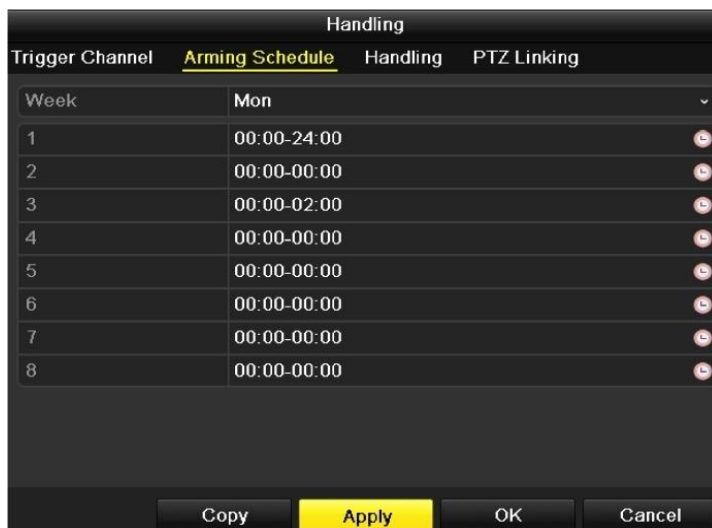 Handling
Trigger Channel Arming Schedule Handling PTZ Linking
Week Mon
1 00:00-24:00
2 00:00-00:00
3 00:00-02:00
4 00:00-00:00
5 00:00-00:00
6 00:00-00:00
7 00:00-00:00
8 00:00-00:00
Copy Apply OK Cancel